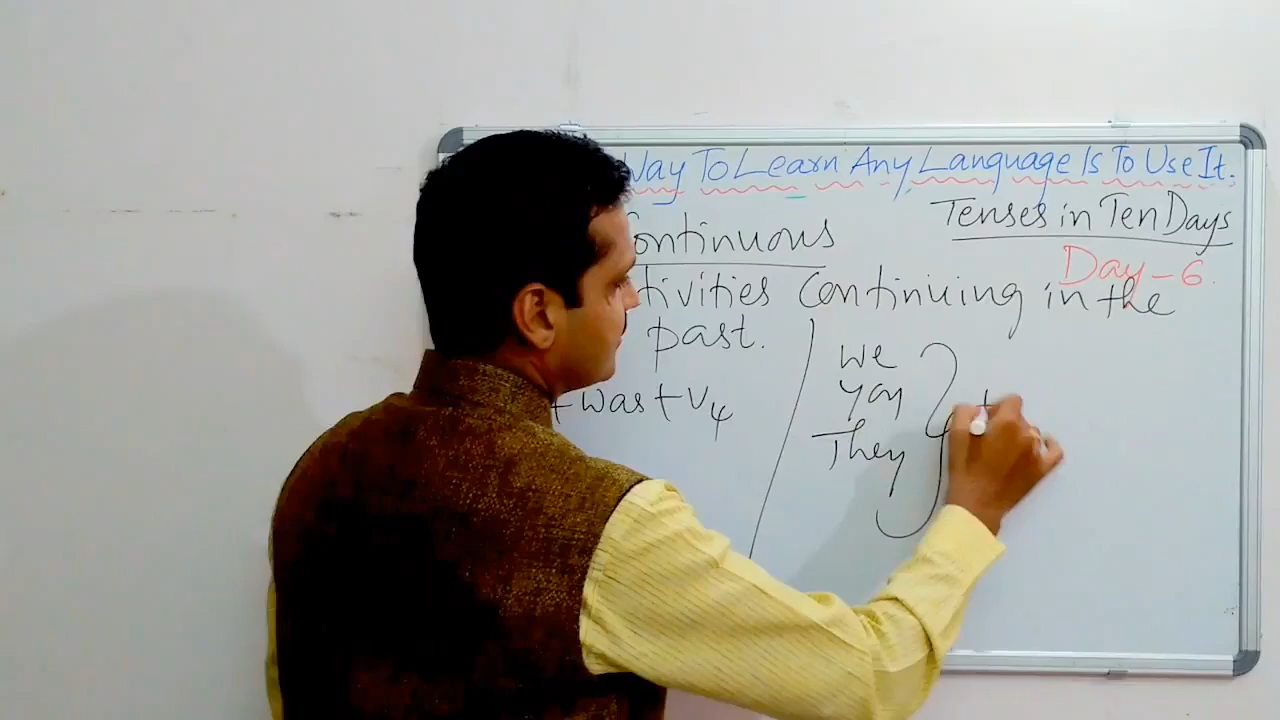 Way To Learn Any Language Is To Use It.
Tenses in Ten Days
Continuous
Day-6.
tivities Continuing in the
past.
+ was + V4
We
you
They
+